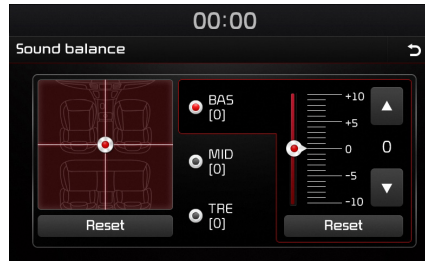 00:00
Sound balance
BAS
[0]
MID
[0]
TRE
[0]
+10
+5
0
-5
-10
0
Reset
Reset